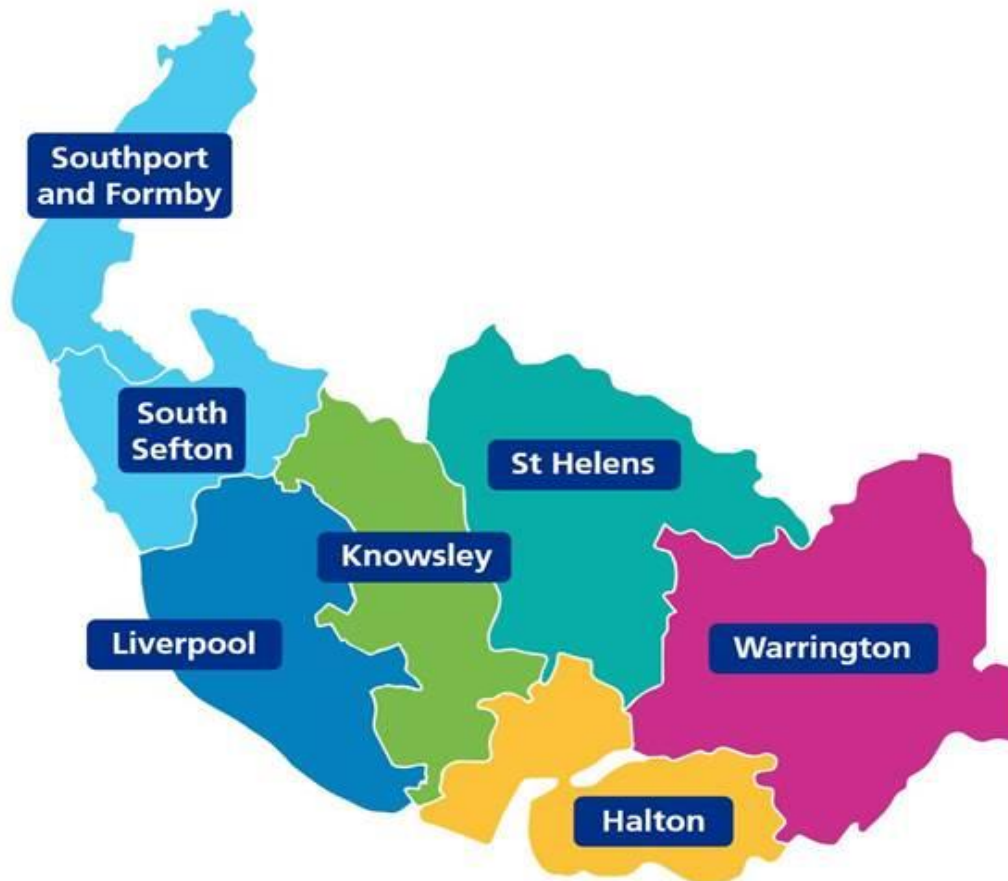 Southport
and Formby
South
Sefton
St Helens
Knowsley
Liverpool
Warrington
Halton